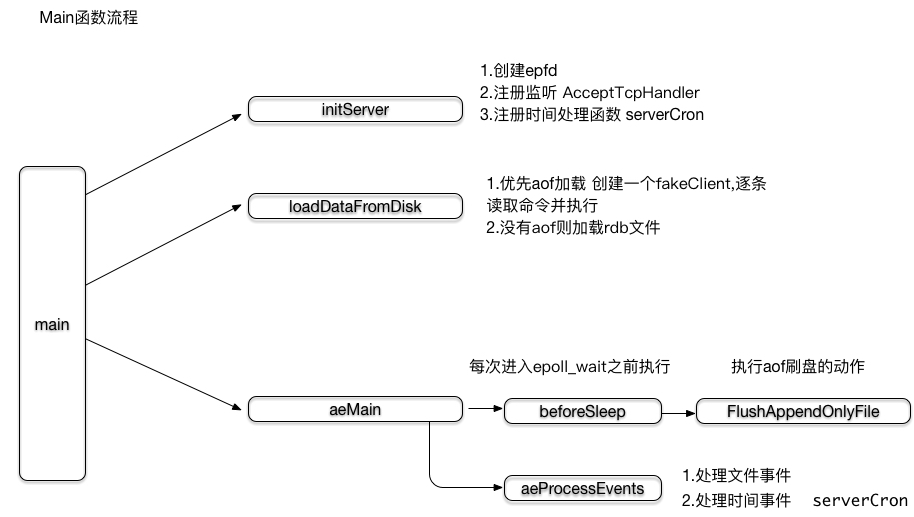 Main函数流程
1.创建epfd
2.注册监听 AcceptTcpHandler
3.注册时间处理函数 serverCron
initServer
1.优先aof加载 创建一个fakeClient,逐条
读取命令并执行
2.没有aof则加载rdb文件
loadDataFromDisk
main
每次进入epoll_wait之前执行
执行aof刷盘的动作
aeMain
beforeSleep
FlushAppendOnlyFile
aeProcessEvents
1.处理文件事件
2.处理时间事件 serverCron